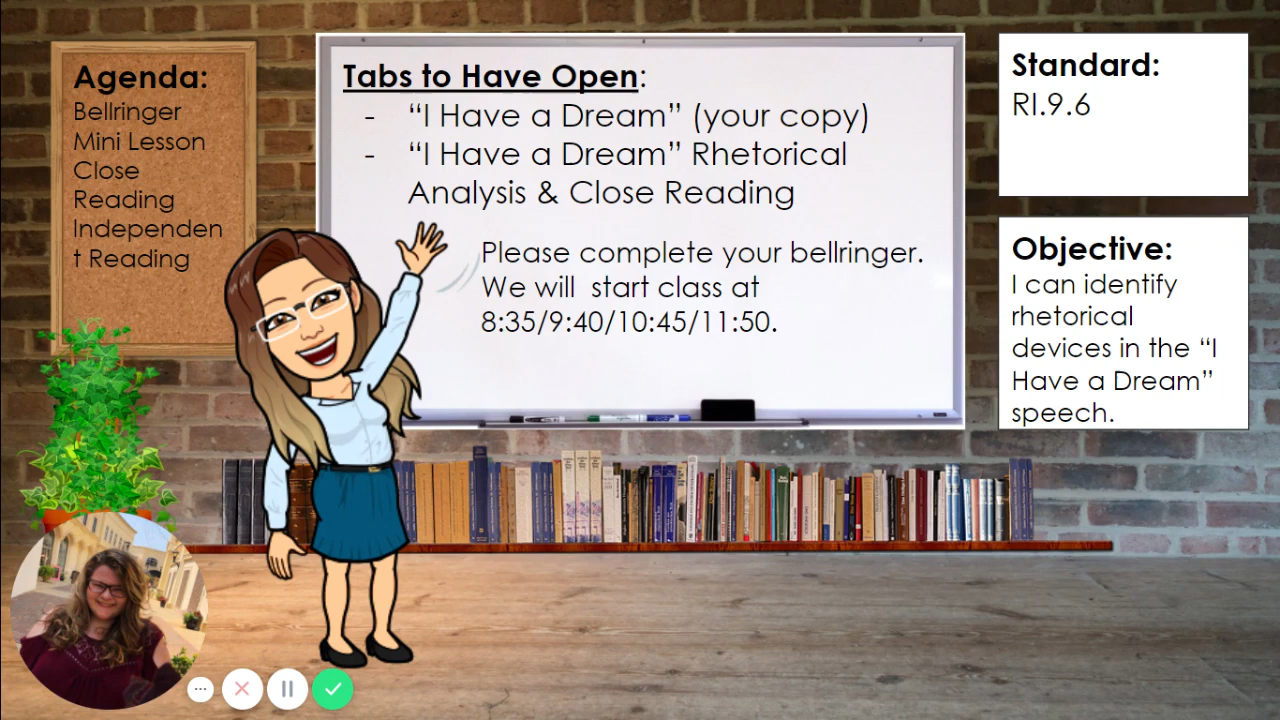 Agenda:
Bellringer
Mini Lesson
Close
Reading
Independen
t Reading
Tabs to Have Open:
- “I Have a Dream” (your copy)
- “I Have a Dream” Rhetorical
Analysis & Close Reading
Please complete your bellringer.
We will start class at
8:35/9:40/10:45/11:50.
Standard:
RI.9.6
Objective:
I can identify
rhetorical
devices in the “I
Have a Dream”
speech.